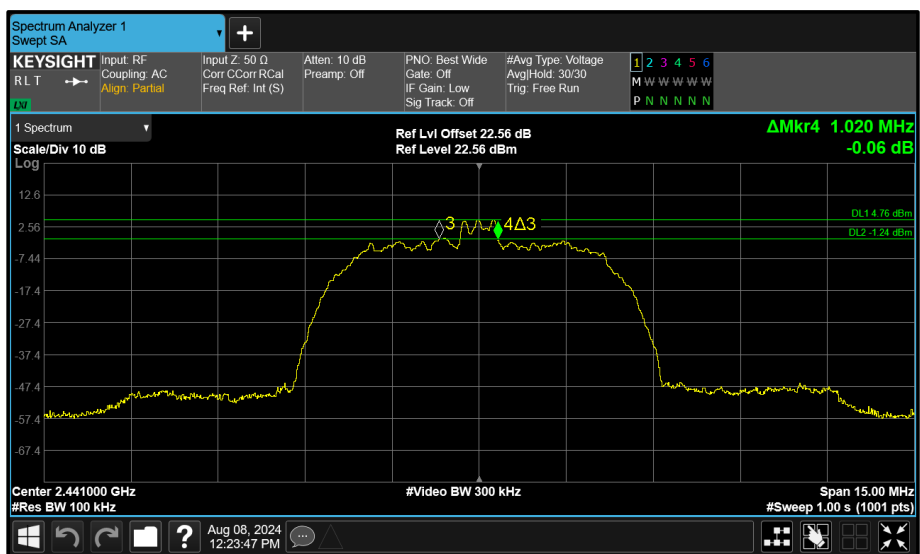 Spectrum Analyzer 1
Swept SA
+
KEYSIGHT
RLT
LXI
Input: RF
Coupling: AC
Align: Partial
Input Z: 50 Ω
Corr CCorr RCal
Freq Ref: Int (S)
Atten: 10 dB
Preamp: Off
PNO: Best Wide
Gate: Off
IF Gain: Low
Sig Track: Off
#Avg Type: Voltage
Avg|Hold: 30/30
Trig: Free Run
1 2 3 4 5 6
M W W W W W
P N N N N N
1 Spectrum
Scale/Div 10 dB
Log
Ref Lvl Offset 22.56 dB
Ref Level 22.56 dBm
ΔMkr4 1.020 MHz
-0.06 dB
12.6
2.56
-7.44
-17.4
-27.4
-37.4
-47.4
-57.4
-67.4
3
4Δ3
DL1 4.76 dBm
DL2 -1.24 dBm
Center 2.441000 GHz
#Res BW 100 kHz
#Video BW 300 kHz
Span 15.00 MHz
#Sweep 1.00 s (1001 pts)
?
Aug 08, 2024
12:23:47 PM